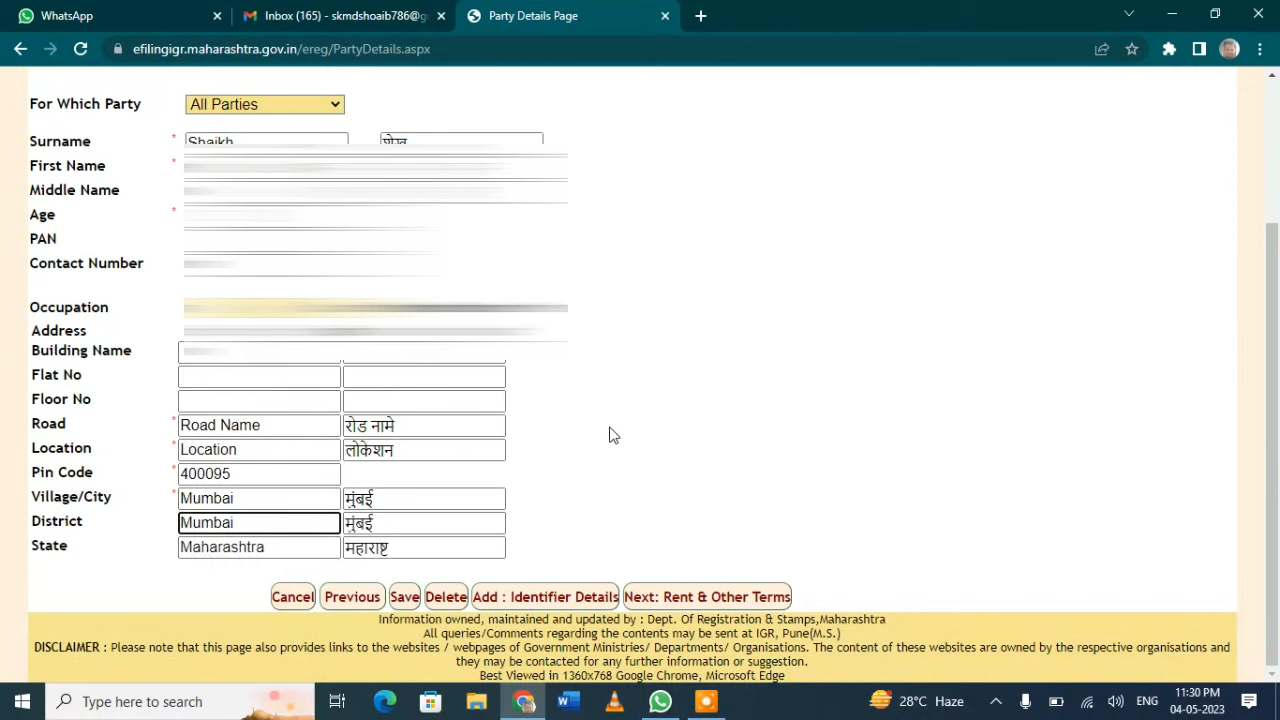 WhatsApp
Inbox (165) - skmdshoaib786@g
Party Details Page
efilingigr.maharashtra.gov.in/ereg/PartyDetails.aspx
For Which Party All Parties
Surname * Shaikh शेख
First Name *
Middle Name
Age *
PAN
Contact Number
Occupation
Address
Building Name
Flat No
Floor No
Road * Road Name रोड नामे
Location * Location लोकेशन
Pin Code * 400095
Village/City * Mumbai मुंबई
District Mumbai मुंबई
State Maharashtra महाराष्ट्र
Cancel Previous Save Delete Add : Identifier Details Next: Rent & Other Terms
Information owned, maintained and updated by : Dept. Of Registration & Stamps,Maharashtra
All queries/Comments regarding the contents may be sent at IGR, Pune(M.S.)
DISCLAIMER : Please note that this page also provides links to the websites / webpages of Government Ministries/ Departments/ Organisations. The content of these websites are owned by the respective organisations and
they may be contacted for any further information or suggestion.
Best Viewed in 1360x768 Google Chrome, Microsoft Edge
Type here to search
28°C Haze
ENG
11:30 PM
04-05-2023